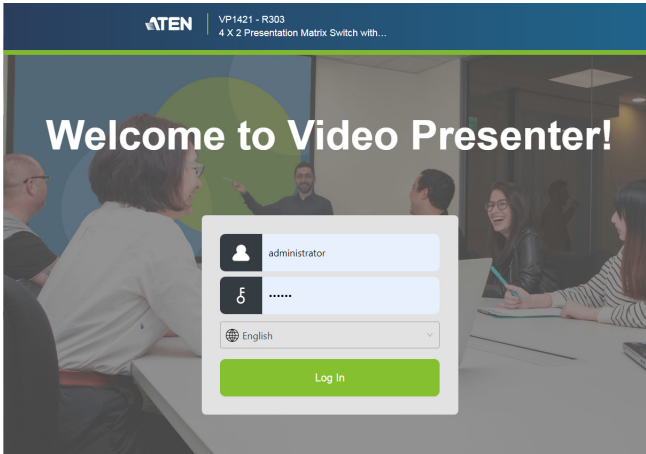 ATEN
VP1421 - R303
4 X 2 Presentation Matrix Switch with...
Welcome to Video Presenter!
administrator
••••••
English
Log In